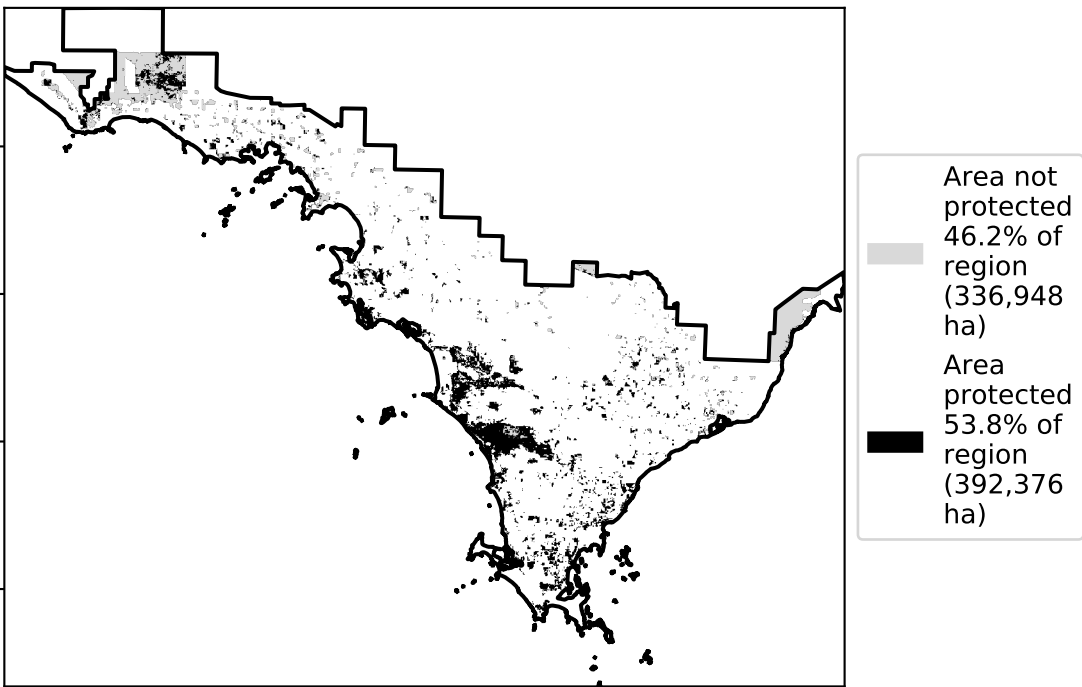 Area not
protected
46.2% of
region
(336,948
ha)
Area
protected
53.8% of
region
(392,376
ha)